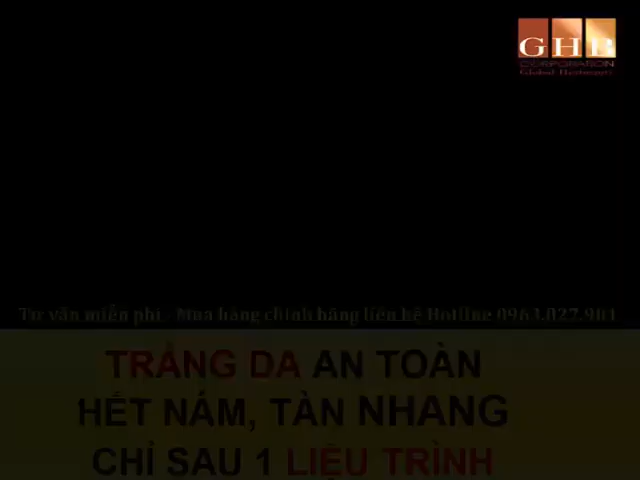 GHB
CORPORATION
Tư vấn miễn phí - Mua hàng chính hãng liên hệ Hotline 0963.027.901
TRẮNG DA AN TOÀN
HẾT NÁM, TÀN NHANG
CHỈ SAU 1 LIỆU TRÌNH